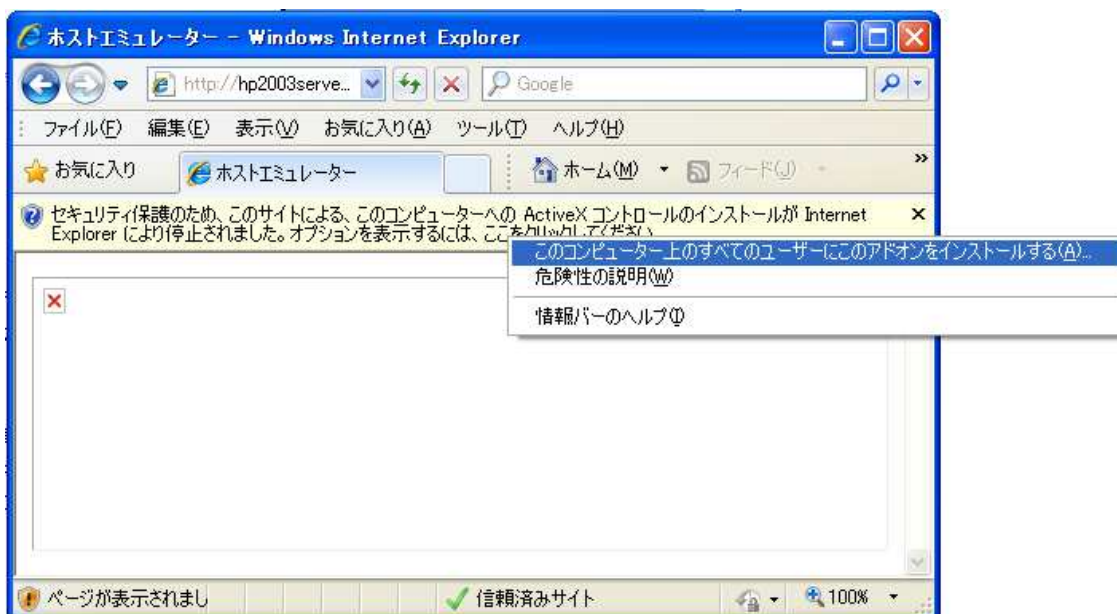 ホストエミュレーター - Windows Internet Explorer
http://hp2003serve... Google
ファイル(F) 編集(E) 表示(V) お気に入り(A) ツール(T) ヘルプ(H)
お気に入り ホストエミュレーター ホーム(M) フィード(J) »
セキュリティ保護のため、このサイトによる、このコンピューターへの ActiveX コントロールのインストールが Internet
Explorer により停止されました。オプションを表示するには、ここをクリックしてください
このコンピューター上のすべてのユーザーにこのアドオンをインストールする(A)...
危険性の説明(W)
情報バーのヘルプ(I)
ページが表示されまし 信頼済みサイト 100%